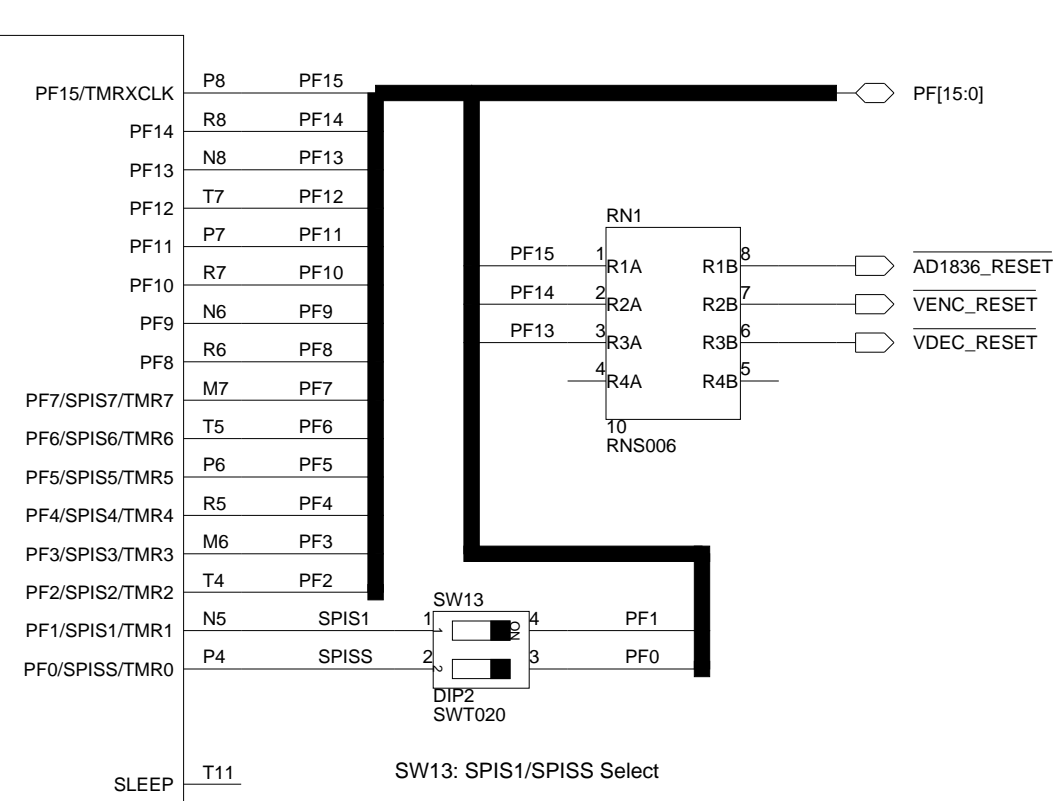 PF15/TMRXCLK P8 PF15 PF[15:0]
PF14 R8 PF14
PF13 N8 PF13
PF12 T7 PF12
RN1
PF11 P7 PF11
PF15 1 R1A R1B 8 AD1836_RESET
PF10 R7 PF10
PF14 2 R2A R2B 7 VENC_RESET
PF9 N6 PF9
PF13 3 R3A R3B 6 VDEC_RESET
PF8 R6 PF8
4 R4A R4B 5
PF7/SPIS7/TMR7 M7 PF7
10
RNS006
PF6/SPIS6/TMR6 T5 PF6
PF5/SPIS5/TMR5 P6 PF5
PF4/SPIS4/TMR4 R5 PF4
PF3/SPIS3/TMR3 M6 PF3
PF2/SPIS2/TMR2 T4 PF2
SW13
PF1/SPIS1/TMR1 N5 SPIS1 1 1 ON 4 PF1
PF0/SPISS/TMR0 P4 SPISS 2 2 3 PF0
DIP2
SWT020
SW13: SPIS1/SPISS Select
SLEEP T11